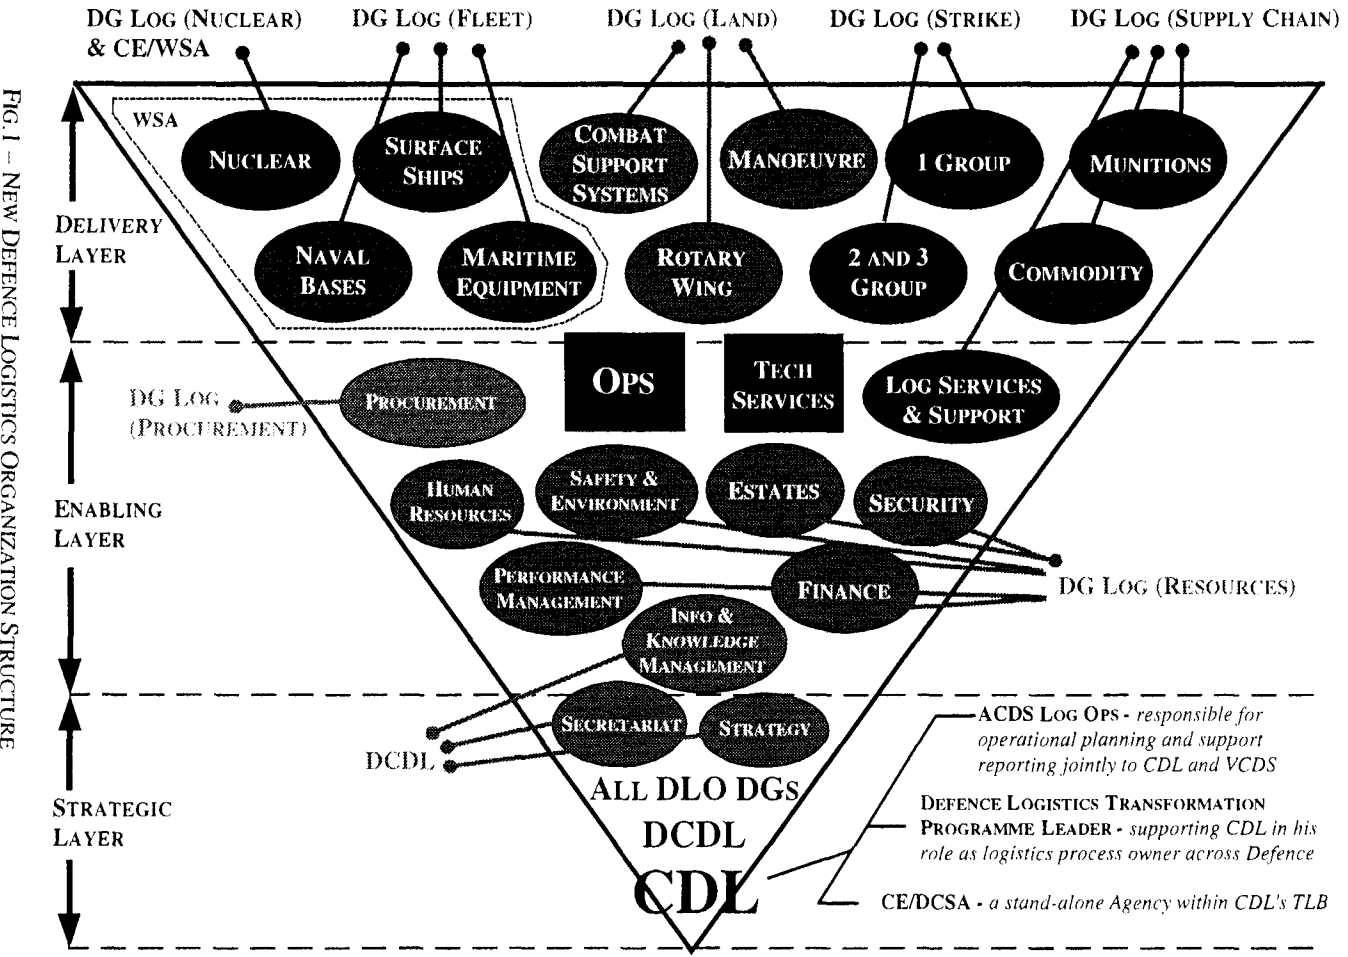 DG LOG (NUCLEAR)
& CE/WSA
DG LOG (FLEET)
DG LOG (LAND)
DG LOG (STRIKE)
DG LOG (SUPPLY CHAIN)
WSA
NUCLEAR
SURFACE
SHIPS
COMBAT
SUPPORT
SYSTEMS
MANOEUVRE
1 GROUP
MUNITIONS
DELIVERY
LAYER
NAVAL
BASES
MARITIME
EQUIPMENT
ROTARY
WING
2 AND 3
GROUP
COMMODITY
DG LOG
(PROCUREMENT)
PROCUREMENT
OPS
TECH
SERVICES
LOG SERVICES
& SUPPORT
ENABLING
LAYER
HUMAN
RESOURCES
SAFETY &
ENVIRONMENT
ESTATES
SECURITY
PERFORMANCE
MANAGEMENT
FINANCE
DG LOG (RESOURCES)
INFO &
KNOWLEDGE
MANAGEMENT
STRATEGIC
LAYER
DCDL
SECRETARIAT
STRATEGY
ALL DLO DGS
DCDL
CDL
ACDS LOG OPS - responsible for
operational planning and support
reporting jointly to CDL and VCDS
DEFENCE LOGISTICS TRANSFORMATION
PROGRAMME LEADER - supporting CDL in his
role as logistics process owner across Defence
CE/DCSA - a stand-alone Agency within CDL's TLB
FIG.1 – NEW DEFENCE LOGISTICS ORGANIZATION STRUCTURE